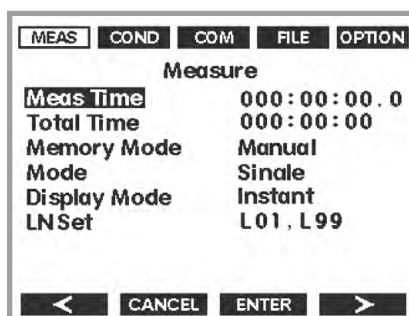 MEAS COND COM FILE OPTION
Measure
Meas Time 000:00:00.0
Total Time 000:00:00
Memory Mode Manual
Mode Sinale
Display Mode Instant
LNSet L01, L99
< CANCEL ENTER >